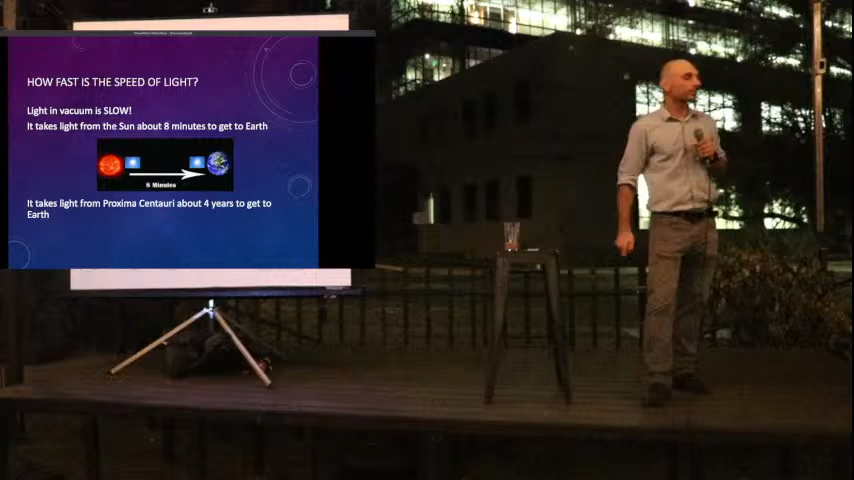 HOW FAST IS THE SPEED OF LIGHT?
Light in vacuum is SLOW!
It takes light from the Sun about 8 minutes to get to Earth
8 Minutes
It takes light from Proxima Centauri about 4 years to get to
Earth